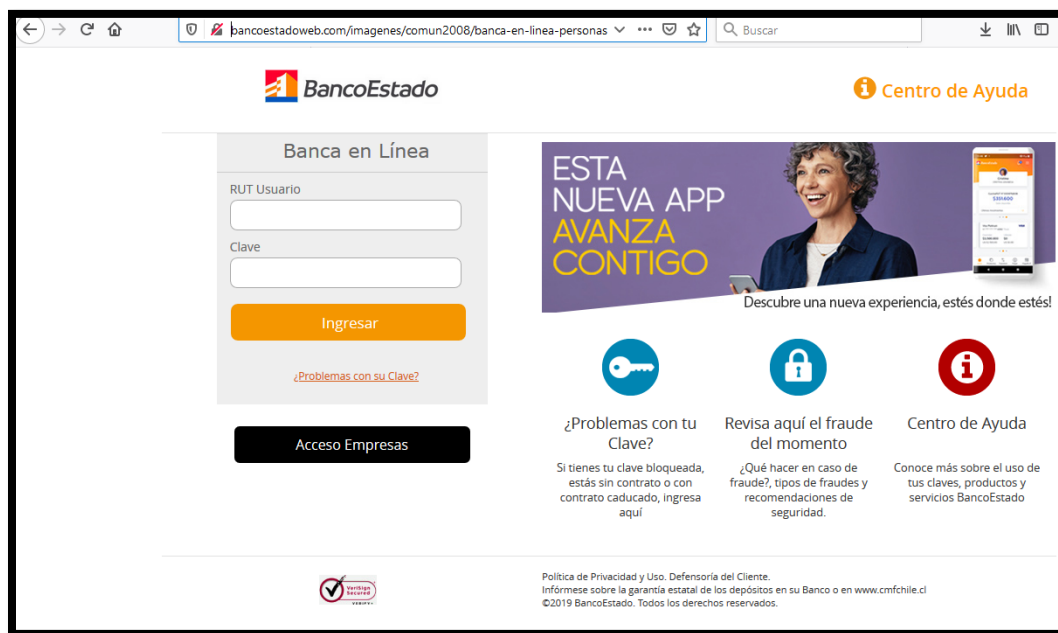 bancoestadoweb.com/imagenes/comun2008/banca-en-linea-personas
Buscar
BancoEstado
Centro de Ayuda
Banca en Línea
RUT Usuario
Clave
Ingresar
¿Problemas con su Clave?
Acceso Empresas
ESTA
NUEVA APP
AVANZA
CONTIGO
Descubre una nueva experiencia, estés donde estés!
¿Problemas con tu
Clave?
Si tienes tu clave bloqueada,
estás sin contrato o con
contrato caducado, ingresa
aquí
Revisa aquí el fraude
del momento
¿Qué hacer en caso de
fraude?, tipos de fraudes y
recomendaciones de
seguridad.
Centro de Ayuda
Conoce más sobre el uso de
tus claves, productos y
servicios BancoEstado
VeriSign
Secured
VERIFY
Política de Privacidad y Uso. Defensoría del Cliente.
Infórmese sobre la garantía estatal de los depósitos en su Banco o en www.cmfchile.cl
©2019 BancoEstado. Todos los derechos reservados.